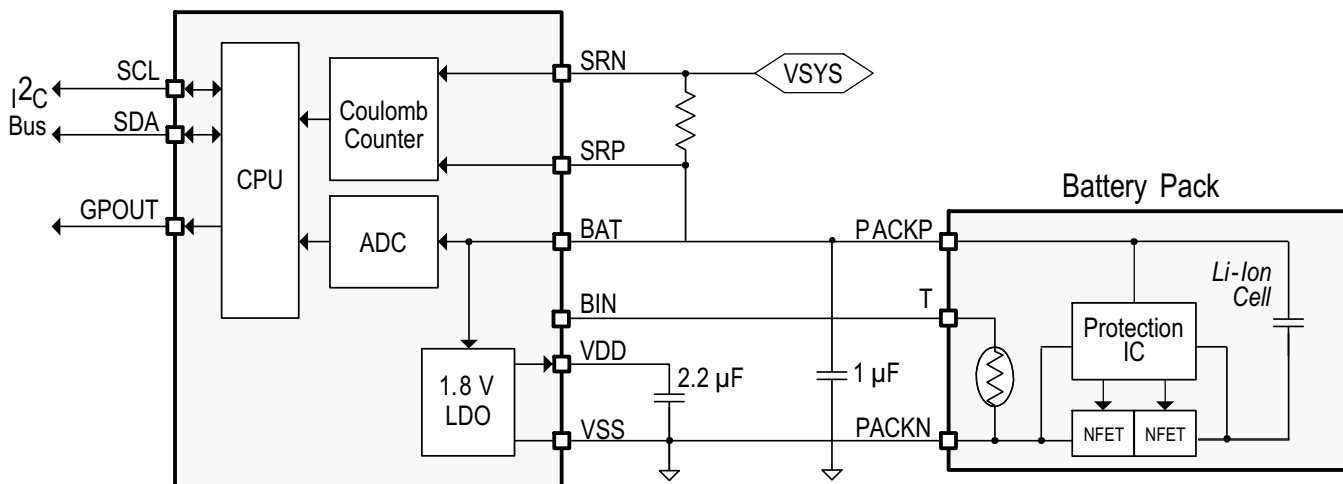 SCL
I2C
Bus
SDA
GPOUT
CPU
Coulomb
Counter
ADC
1.8 V
LDO
SRN
VSYS
SRP
BAT
BIN
VDD
2.2 µF
VSS
1 µF
Battery Pack
PACKP
T
PACKN
Li-Ion
Cell
Protection
IC
NFET NFET